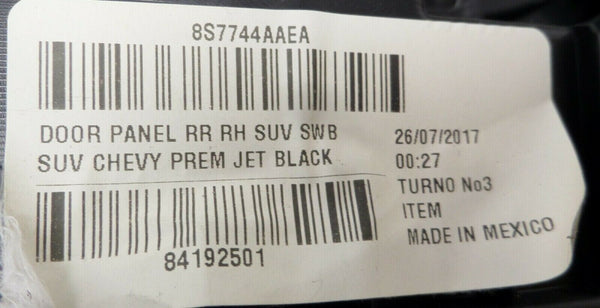 8S7744AAEA
DOOR PANEL RR RH SUV SWB
SUV CHEVY PREM JET BLACK
26/07/2017
00:27
TURNO No3
ITEM
MADE IN MEXICO
84192501